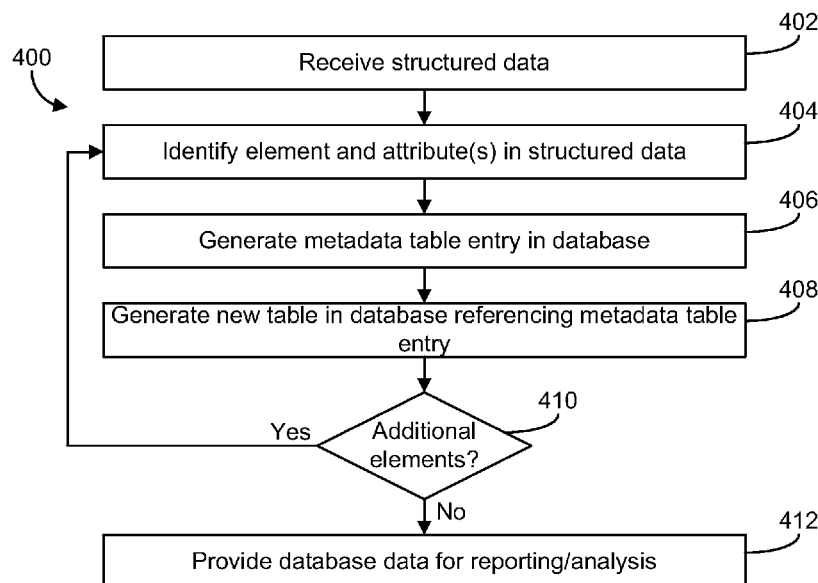 400
402
Receive structured data
404
Identify element and attribute(s) in structured data
406
Generate metadata table entry in database
408
Generate new table in database referencing metadata table
entry
410
Yes
Additional
elements?
No
412
Provide database data for reporting/analysis